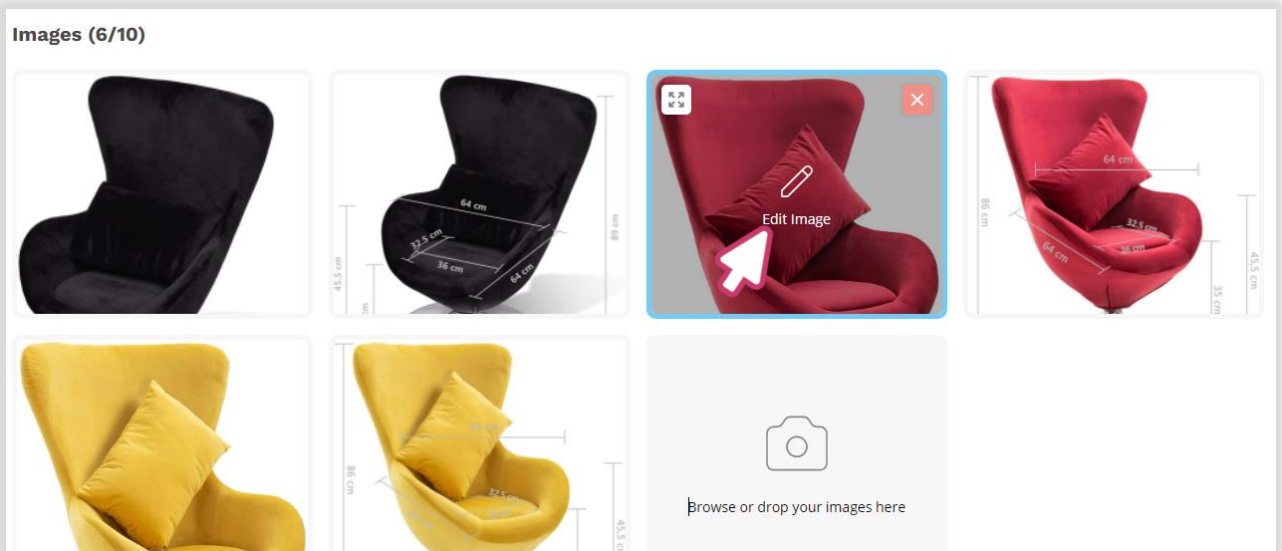 Images (6/10)
64 cm
32.5 cm
36 cm
64 cm
89 cm
45.5 cm
cm
Edit Image
64 cm
86 cm
32.5 cm
64 cm
36 cm
45,5 cm
35 cm
86 cm
32.5 cm
45,5 c
Browse or drop your images here